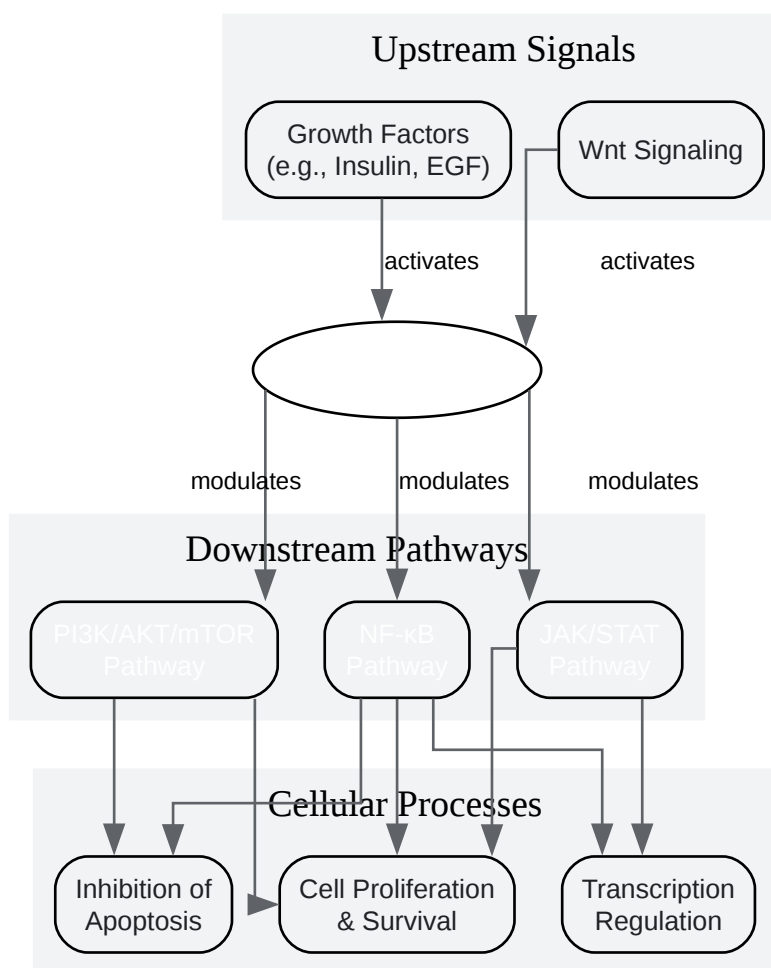 Upstream Signals
Growth Factors
(e.g., Insulin, EGF)
Wnt Signaling
activates
activates
modulates
modulates
modulates
Downstream Pathways
PI3K/AKT/mTOR
Pathway
NF-κB
Pathway
JAK/STAT
Pathway
Cellular Processes
Inhibition of
Apoptosis
Cell Proliferation
& Survival
Transcription
Regulation